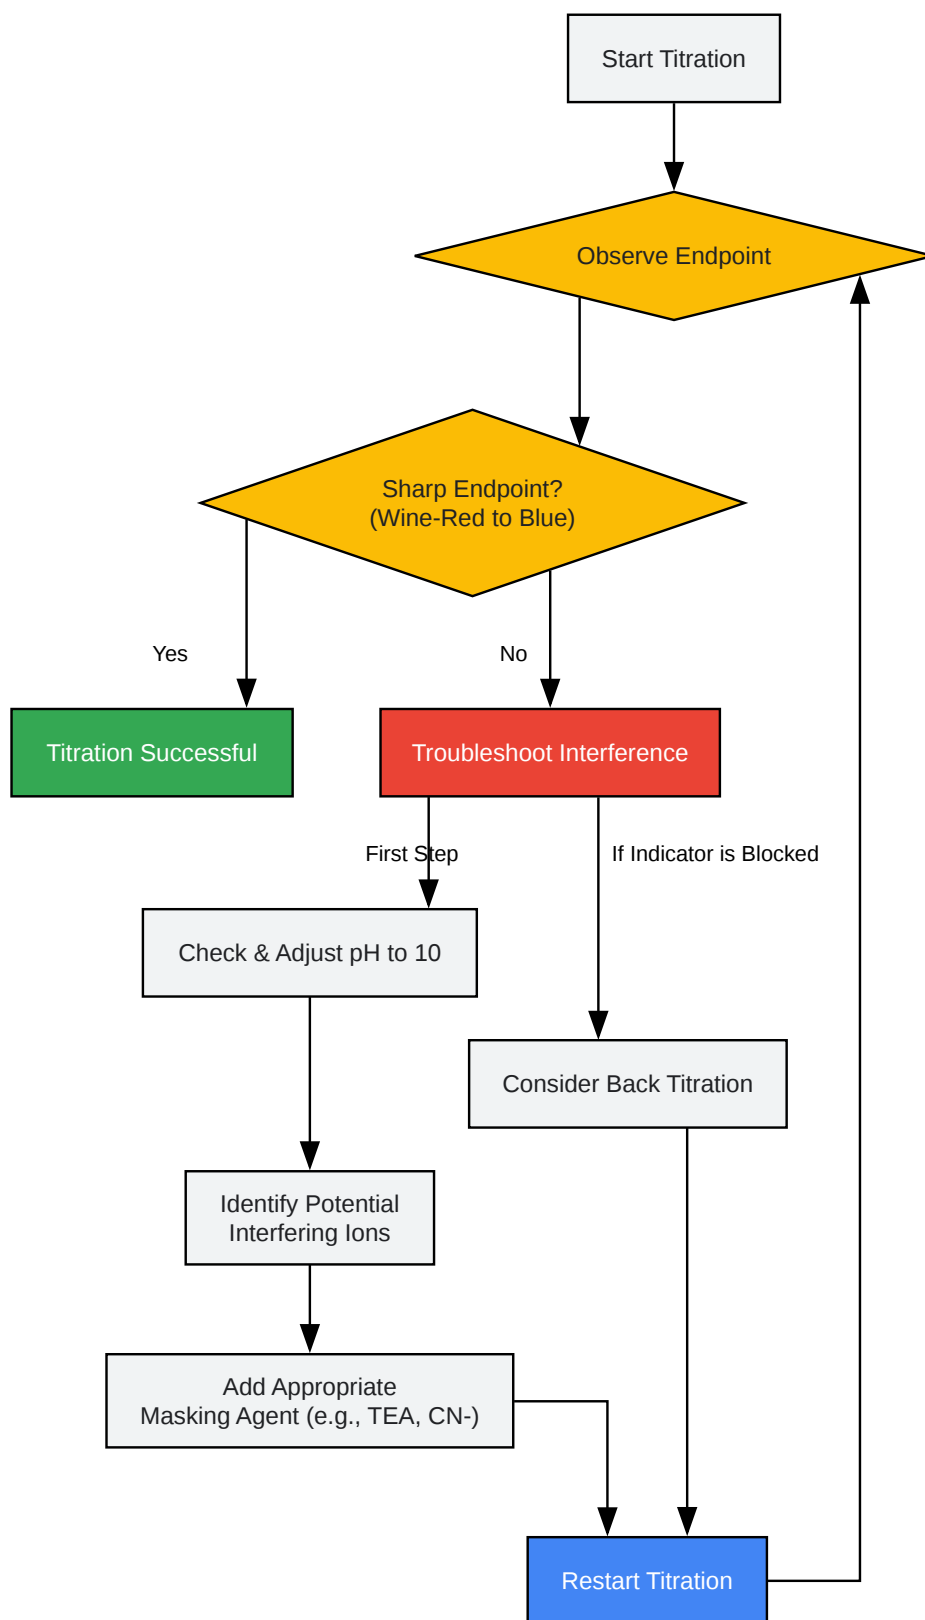 Start Titration
Observe Endpoint
Sharp Endpoint?
(Wine-Red to Blue)
Yes
No
Titration Successful
Troubleshoot Interference
First Step
If Indicator is Blocked
Check & Adjust pH to 10
Consider Back Titration
Identify Potential
Interfering Ions
Add Appropriate
Masking Agent (e.g., TEA, CN-)
Restart Titration